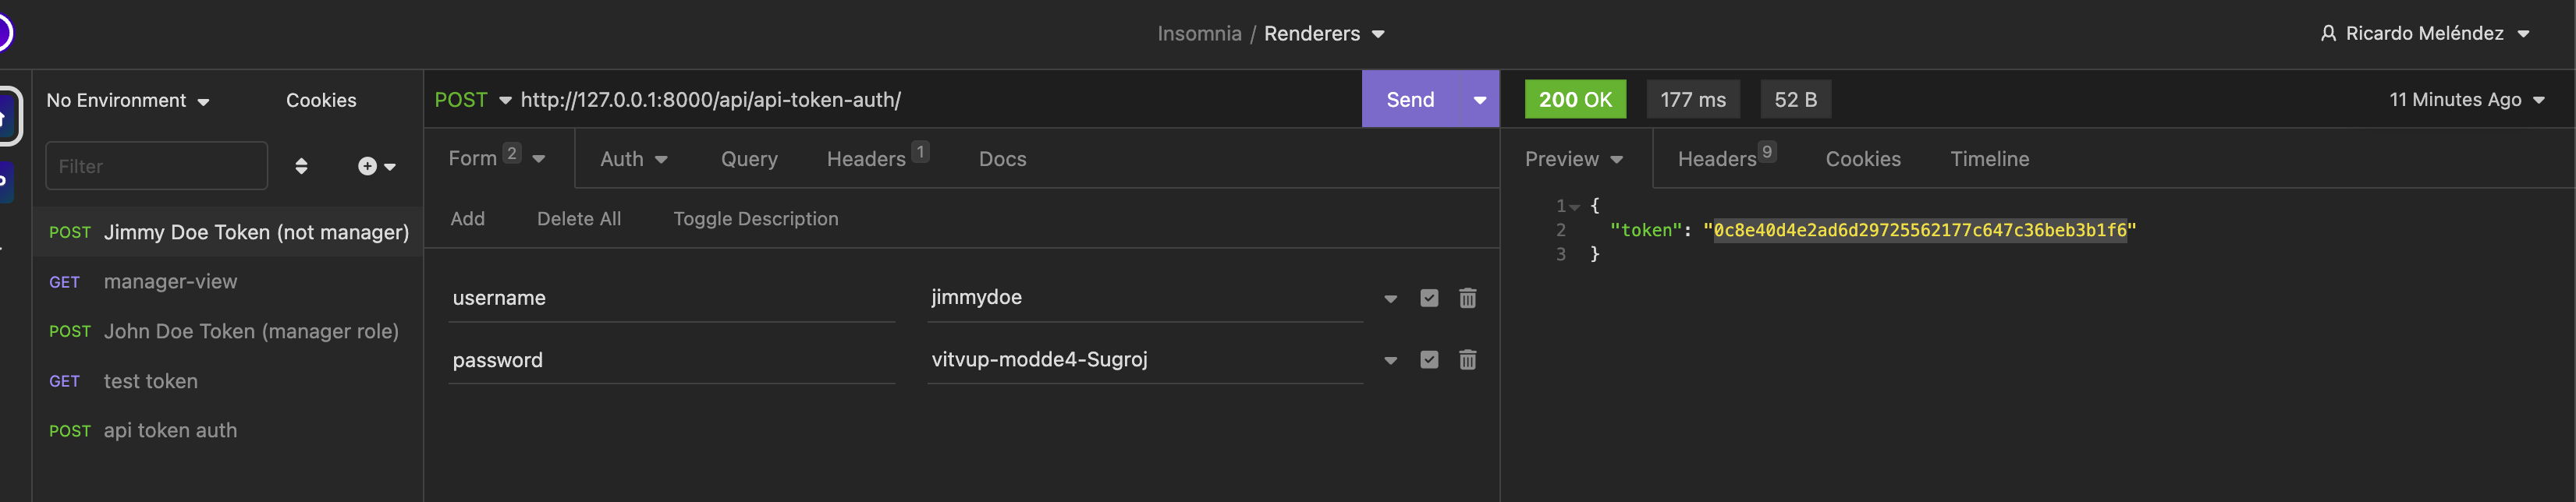 Insomnia / Renderers
Ricardo Meléndez
No Environment
Cookies
POST http://127.0.0.1:8000/api/api-token-auth/
Send
200 OK
177 ms
52 B
11 Minutes Ago
Filter
Form 2
Auth
Query
Headers 1
Docs
Preview
Headers 9
Cookies
Timeline
Add
Delete All
Toggle Description
POST Jimmy Doe Token (not manager)
GET manager-view
POST John Doe Token (manager role)
GET test token
POST api token auth
username jimmydoe
password vitvup-modde4-Sugroj
1 {
2 "token": "0c8e40d4e2ad6d29725562177c647c36beb3b1f6"
3 }